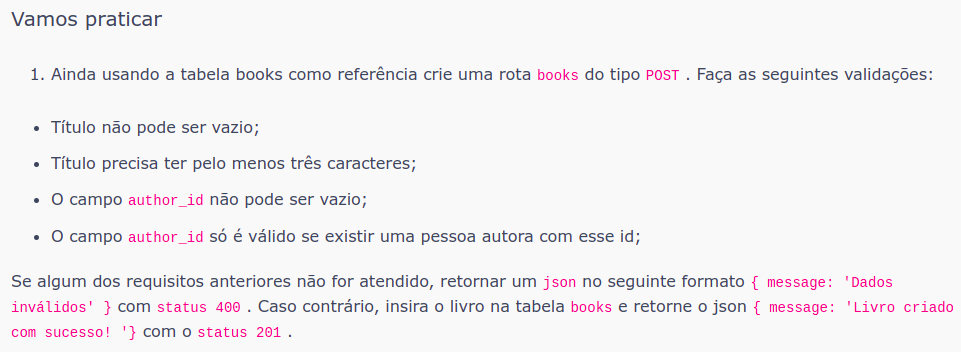 Vamos praticar
1. Ainda usando a tabela books como referência crie uma rota books do tipo POST . Faça as seguintes validações:
• Título não pode ser vazio;
• Título precisa ter pelo menos três caracteres;
• O campo author_id não pode ser vazio;
• O campo author_id só é válido se existir uma pessoa autora com esse id;
Se algum dos requisitos anteriores não for atendido, retornar um json no seguinte formato { message: 'Dados
inválidos' } com status 400 . Caso contrário, insira o livro na tabela books e retorne o json { message: 'Livro criado
com sucesso! '} com o status 201 .